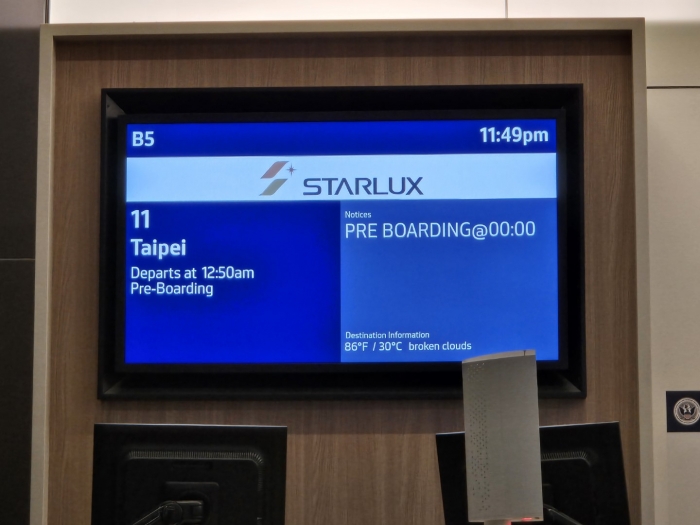 B5
11:49pm
STARLUX
11
Taipei
Departs at 12:50am
Pre-Boarding
Notices
PRE BOARDING@00:00
Destination Information
86°F / 30°C broken clouds